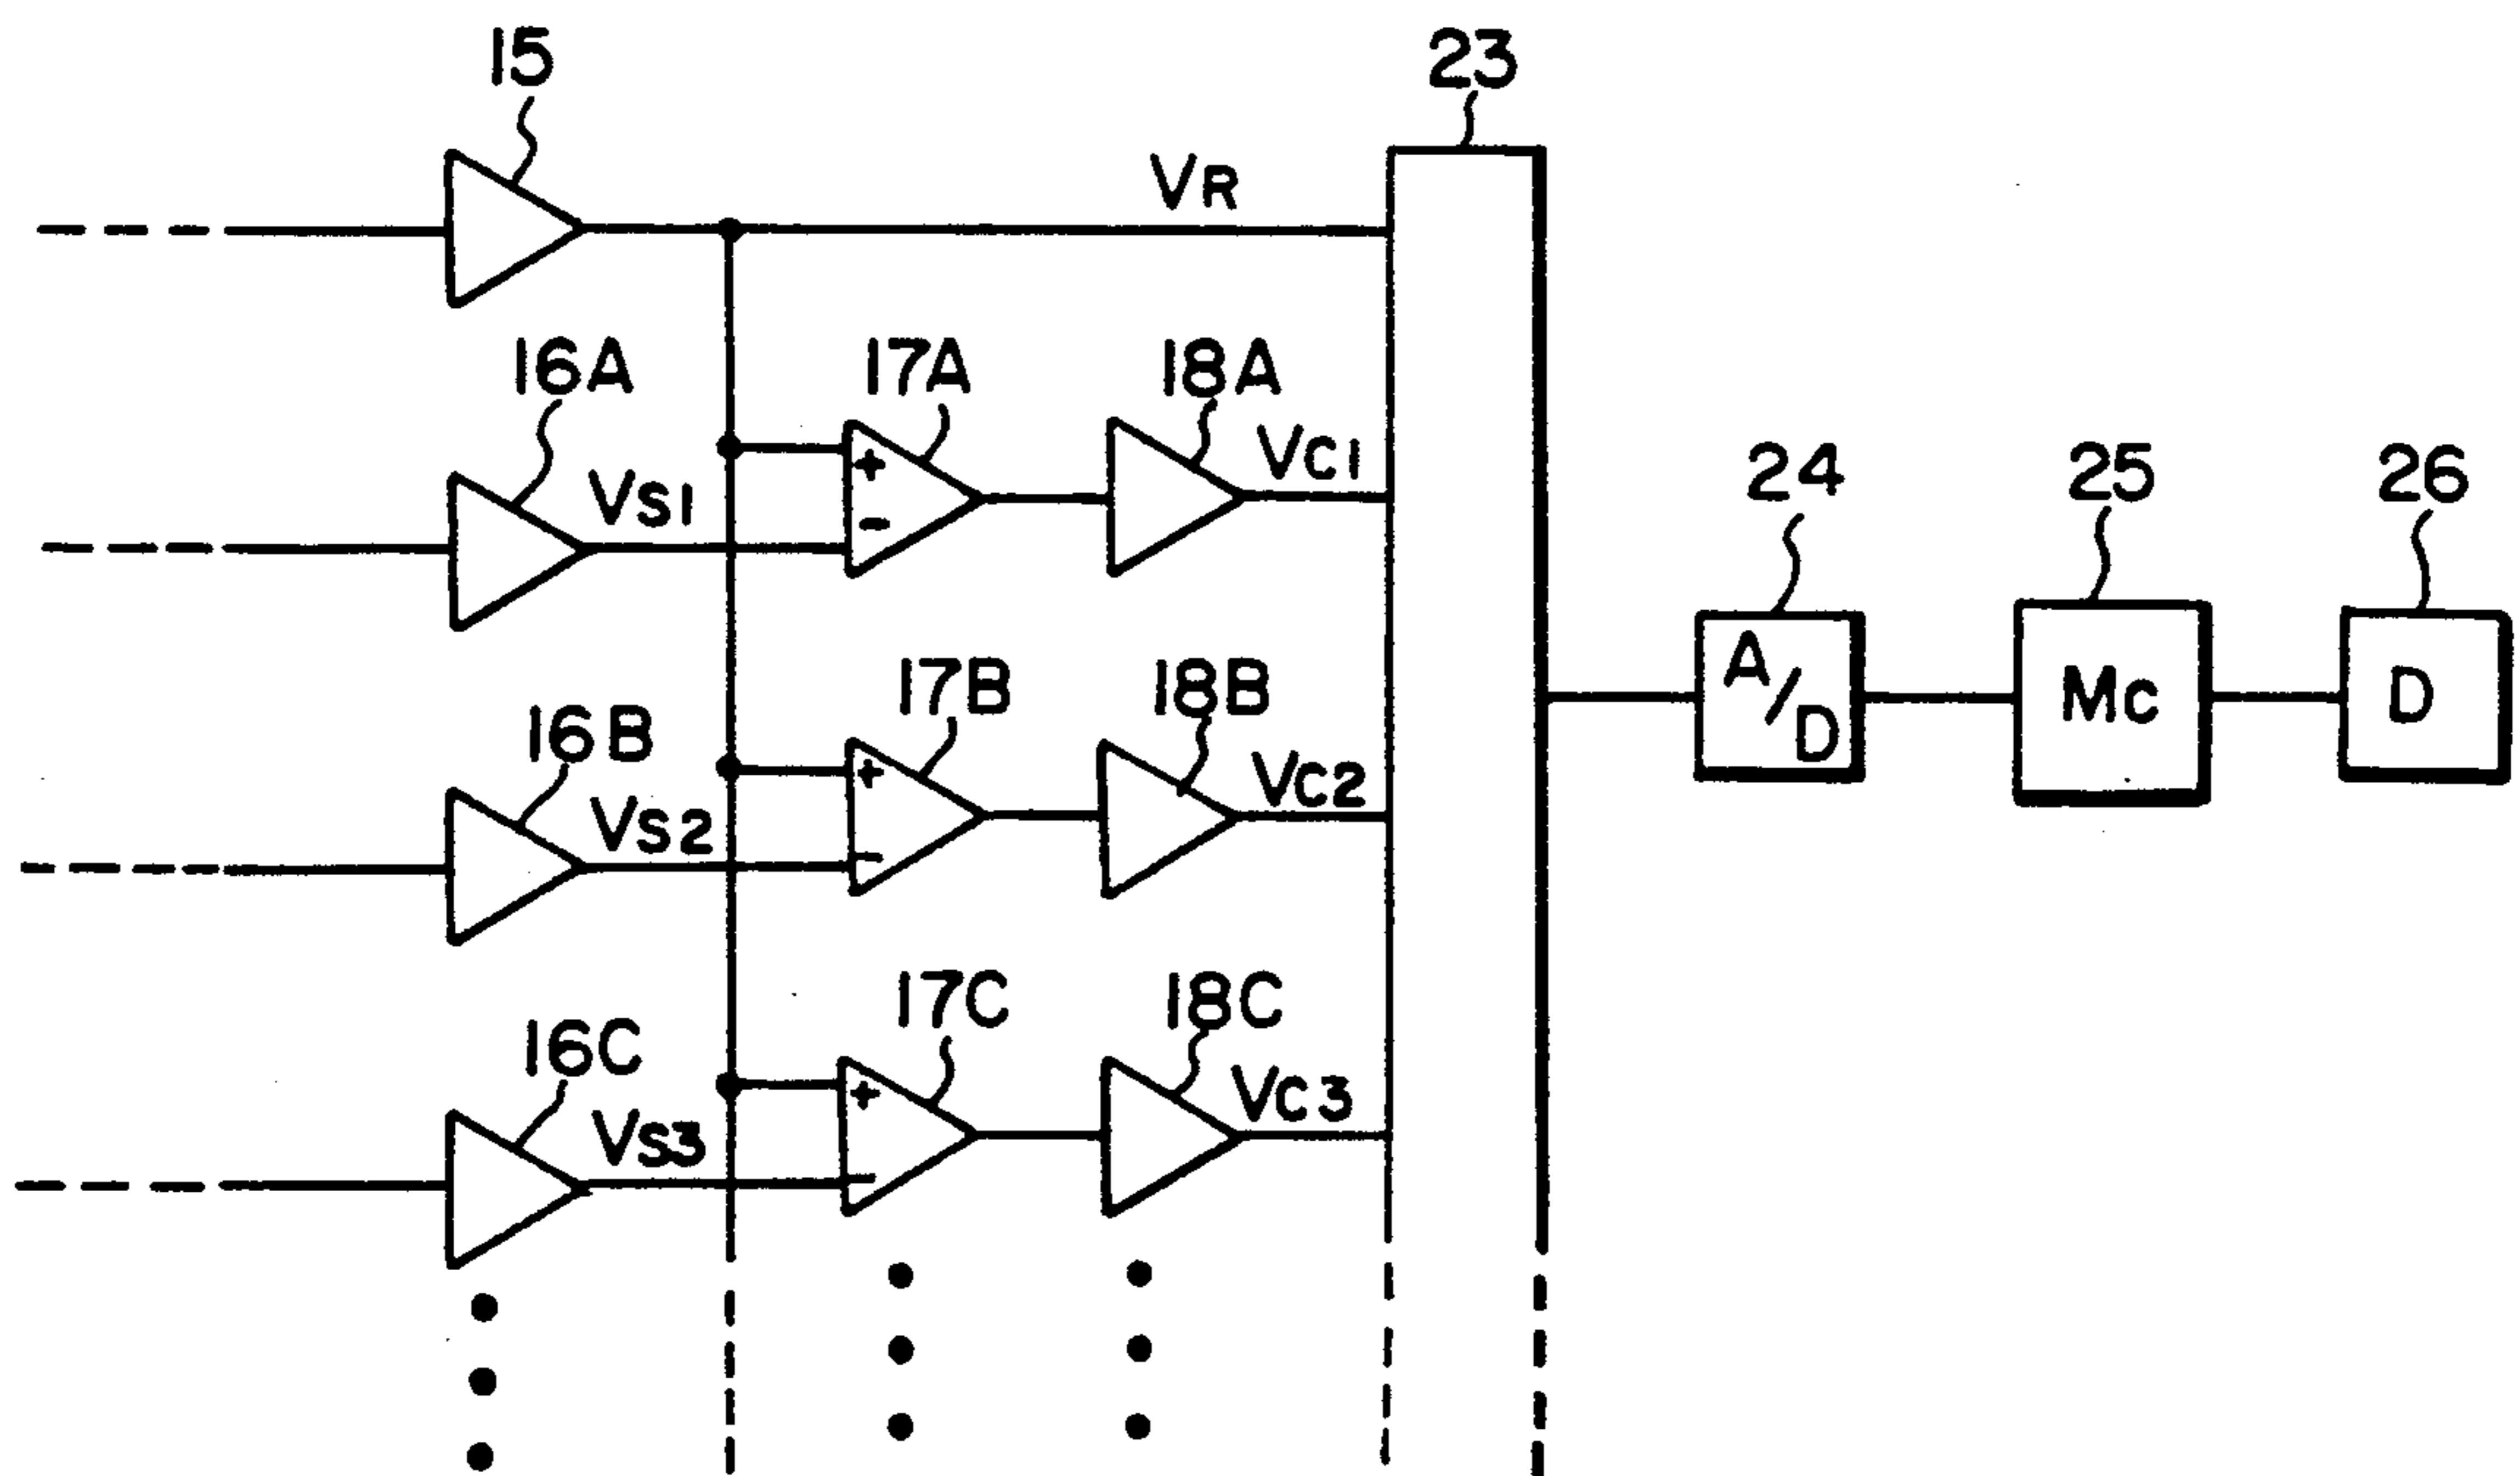 15
23
VR
16A
17A
18A
VS1
+
-
VC1
24
25
26
A/D
MC
D
16B
17B
18B
VS2
+
-
VC2
16C
17C
18C
VS3
+
-
VC3